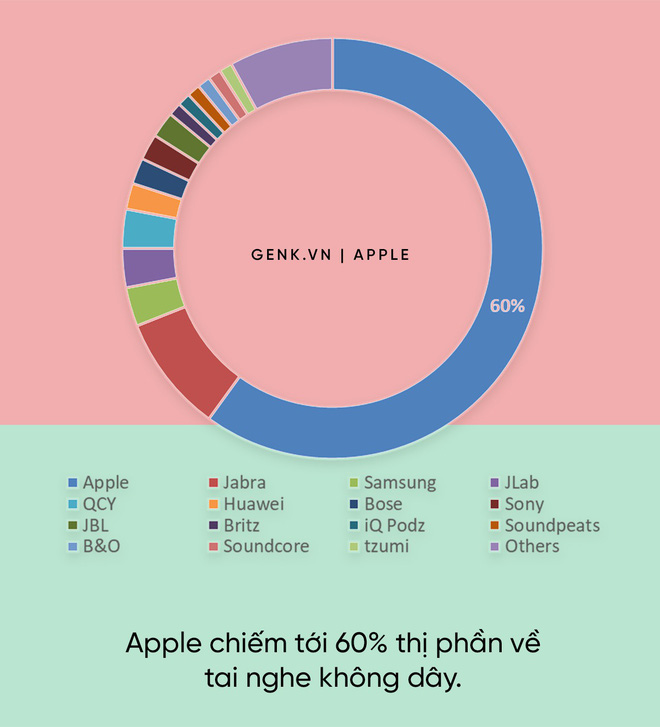 GENK.VN | APPLE
60%
Apple Jabra Samsung JLab
QCY Huawei Bose Sony
JBL Britz iQ Podz Soundpeats
B&O Soundcore tzumi Others
Apple chiếm tới 60% thị phần về
tai nghe không dây.